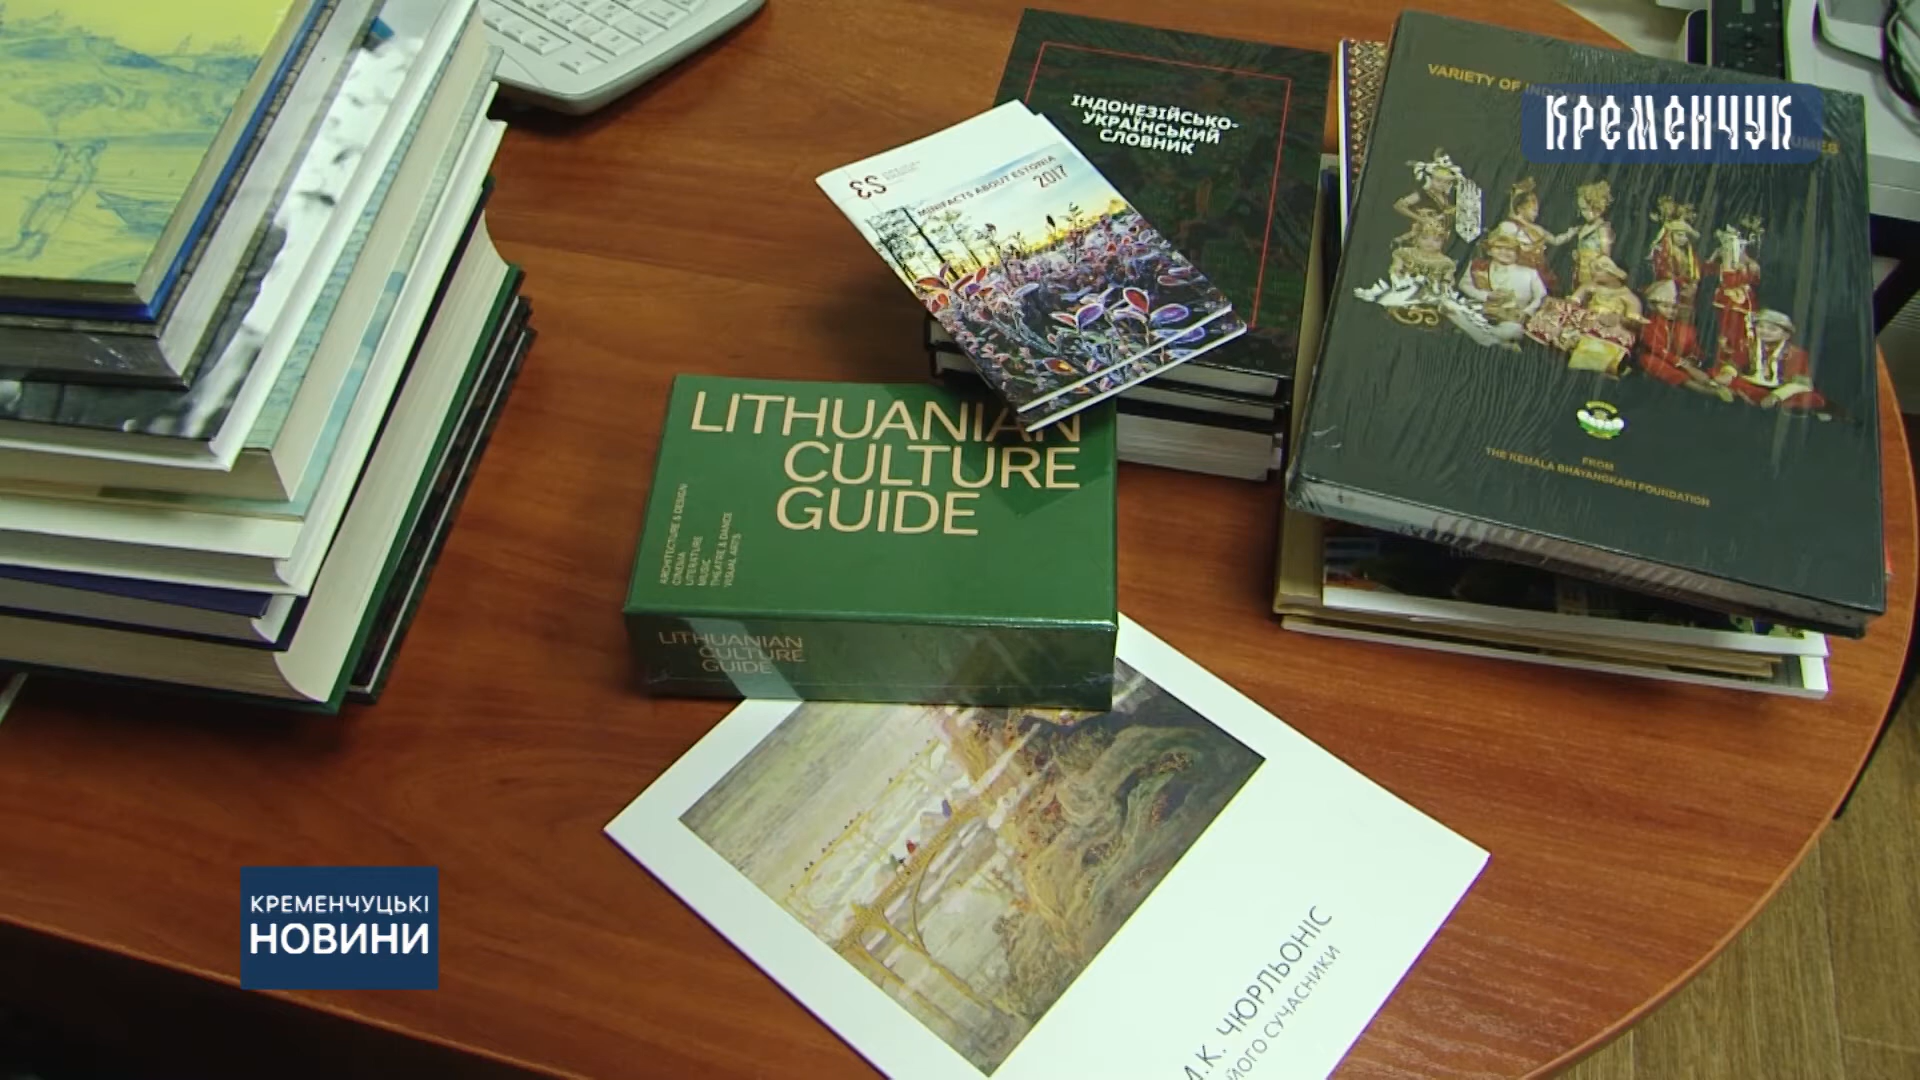 ІНДОНЕЗІЙСЬКО-
УКРАЇНСЬКИЙ
СЛОВНИК
VARIETY OF
UMES
КРЕМЕНЧУК
ES
MINIFACTS ABOUT ESTONIA
2017
LITHUANIAN
CULTURE
GUIDE
ARCHITECTURE & DESIGN
CINEMA
LITERATURE
MUSIC
THEATRE & DANCE
VISUAL ARTS
FROM
THE KEMALA BHAYANGKARI FOUNDATION
LITHUANIAN
CULTURE
GUIDE
КРЕМЕНЧУЦЬКІ
НОВИНИ
М.К. ЧЮРЛЬОНІС
ЙОГО СУЧАСНИКИ